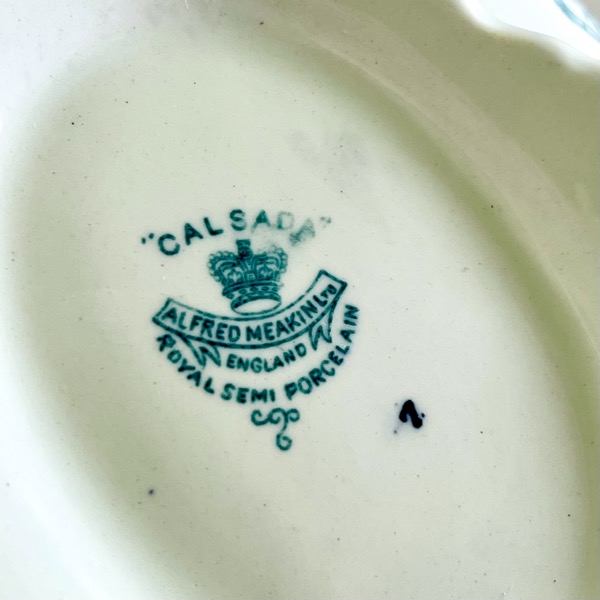 "CALSADA"
ALFRED MEAKIN LTD
ENGLAND
ROYAL SEMI PORCELAIN